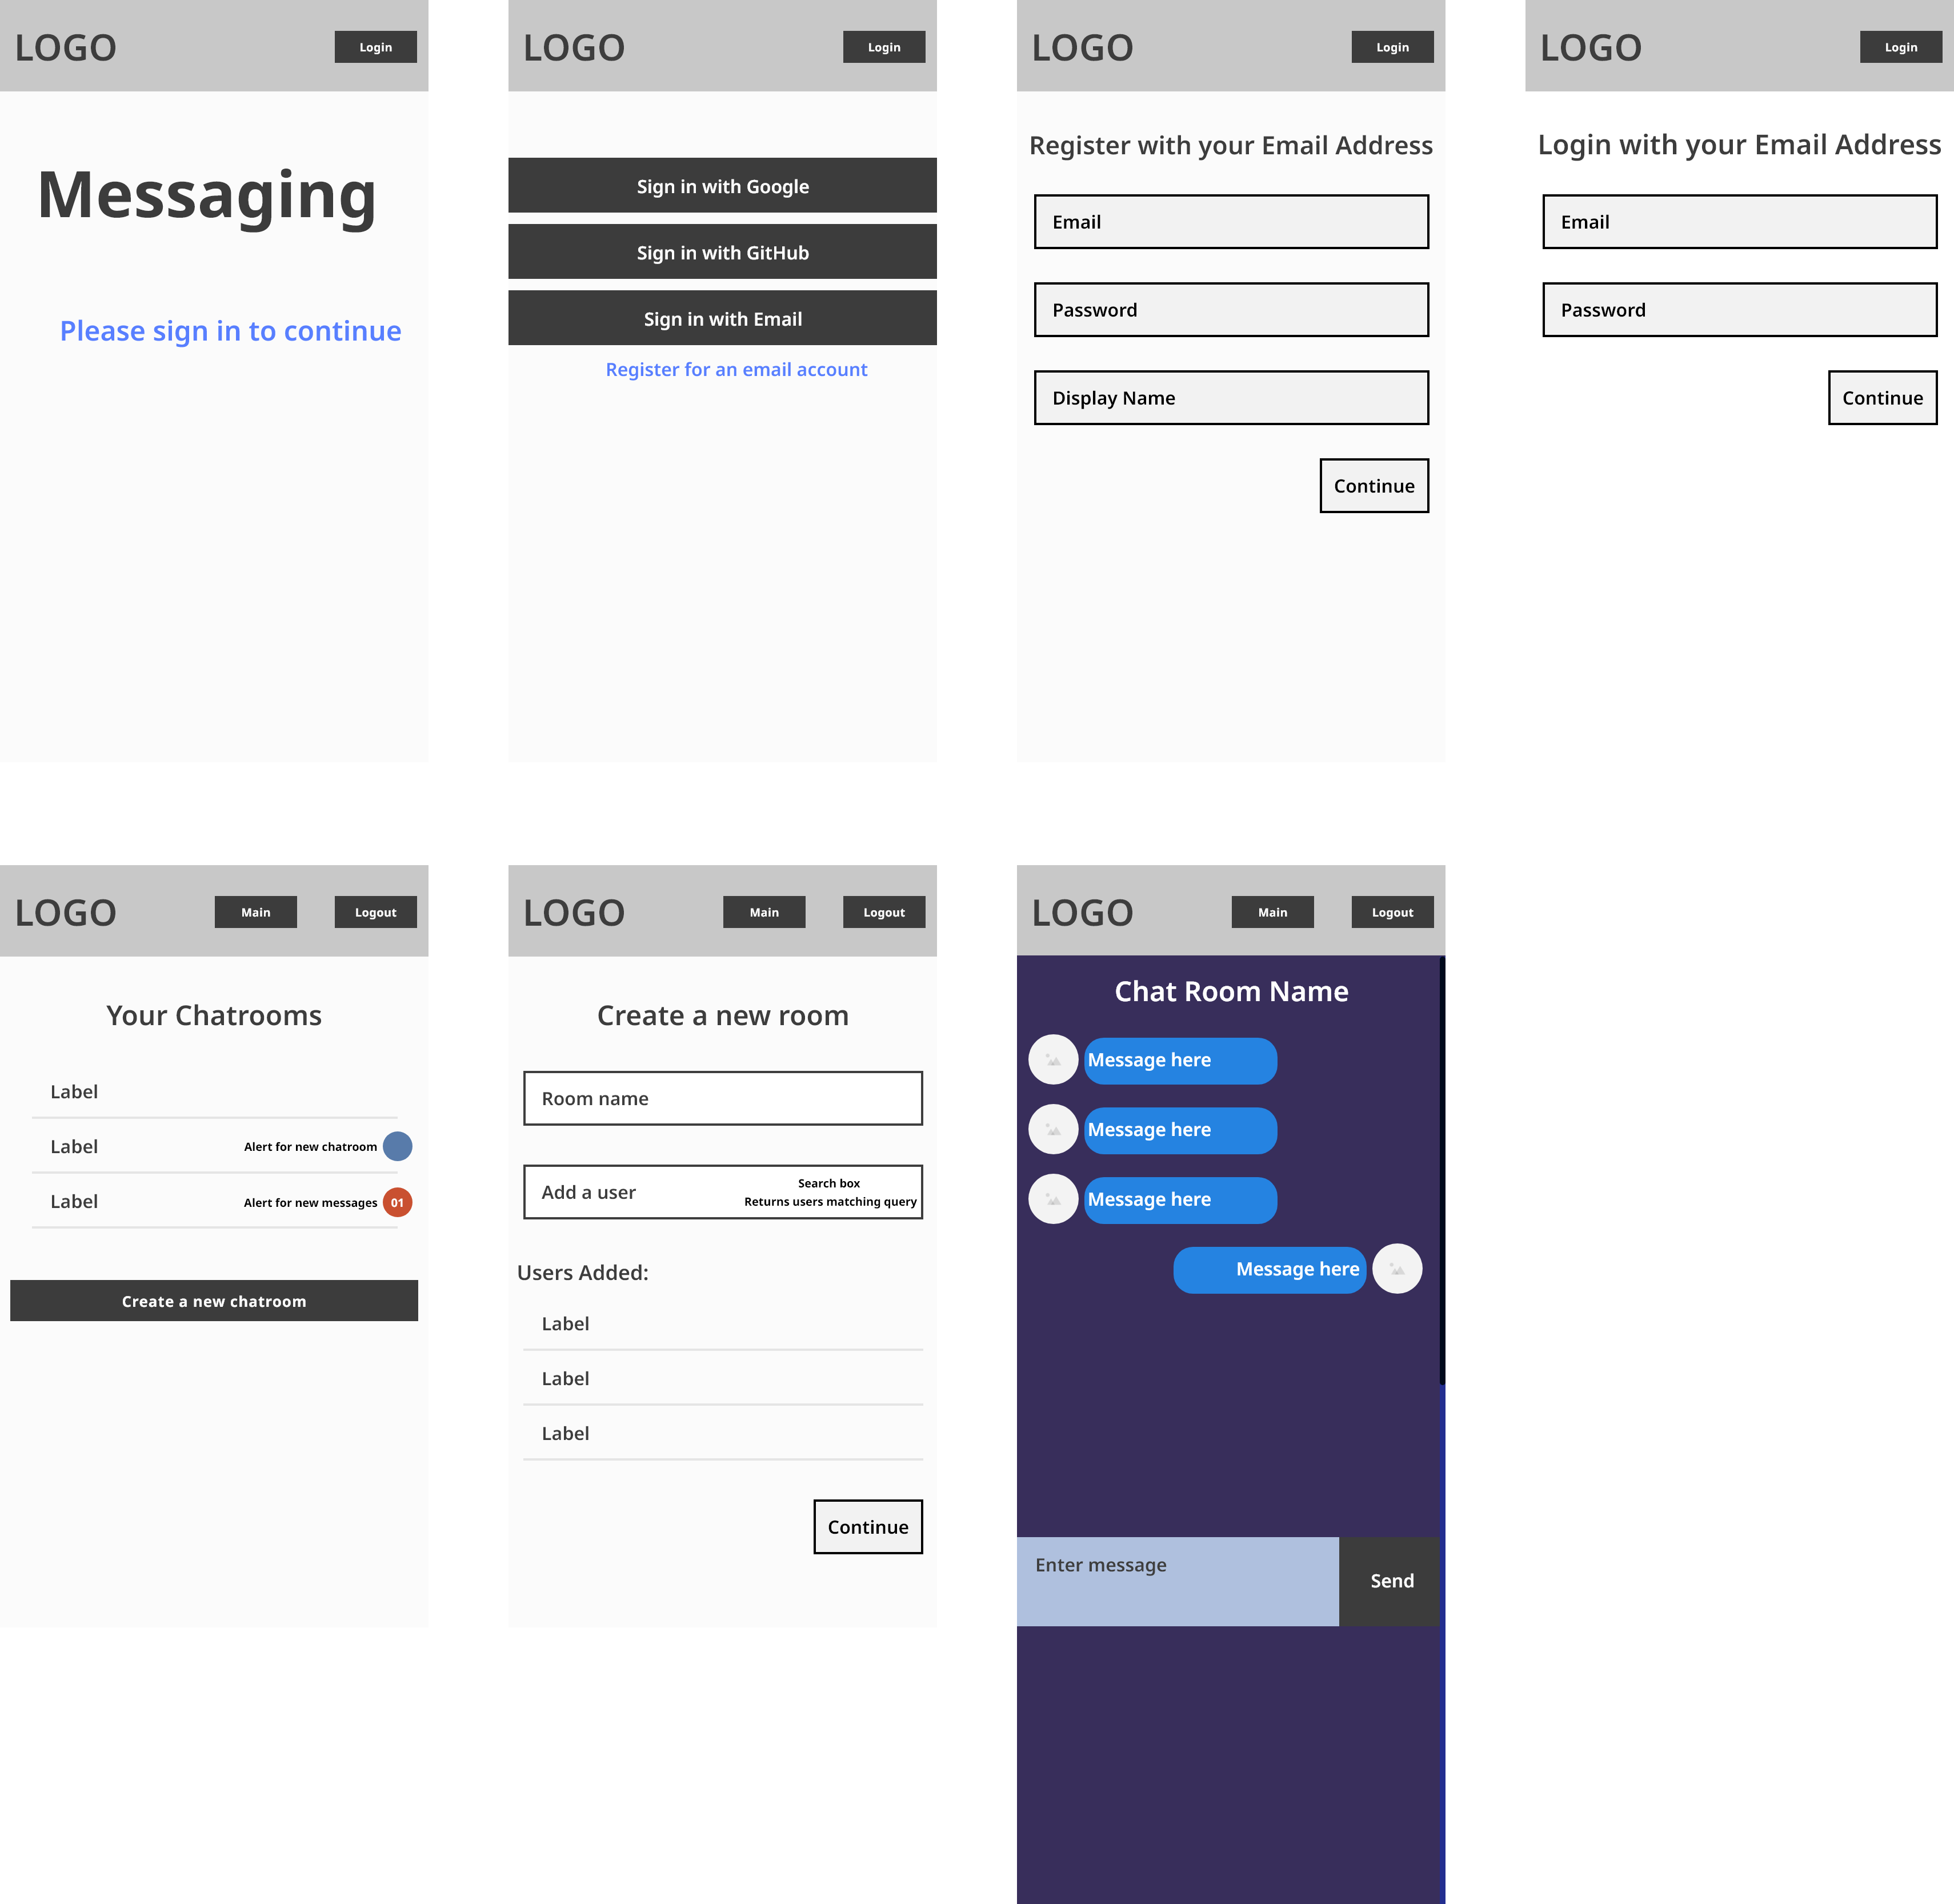 LOGO
Login
Messaging
Please sign in to continue
LOGO
Login
Sign in with Google
Sign in with GitHub
Sign in with Email
Register for an email account
LOGO
Login
Register with your Email Address
Email
Password
Display Name
Continue
LOGO
Login
Login with your Email Address
Email
Password
Continue
LOGO
Main
Logout
Your Chatrooms
Label
Label
Alert for new chatroom
Label
Alert for new messages
01
Create a new chatroom
LOGO
Main
Logout
Create a new room
Room name
Add a user
Search box
Returns users matching query
Users Added:
Label
Label
Label
Continue
LOGO
Main
Logout
Chat Room Name
Message here
Message here
Message here
Message here
Enter message
Send